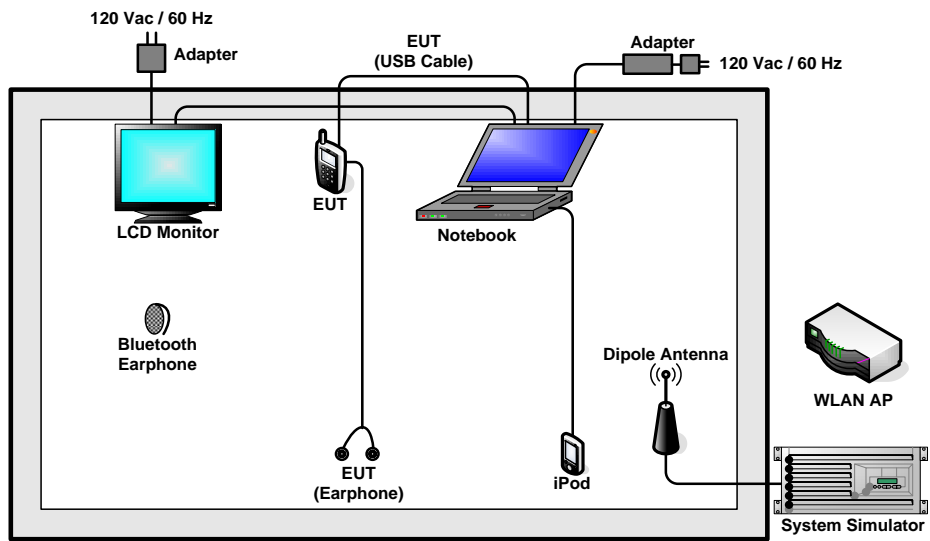 120 Vac / 60 Hz
Adapter
EUT
(USB Cable)
Adapter
120 Vac / 60 Hz
LCD Monitor
EUT
Notebook
Bluetooth
Earphone
Dipole Antenna
WLAN AP
EUT
(Earphone)
iPod
System Simulator